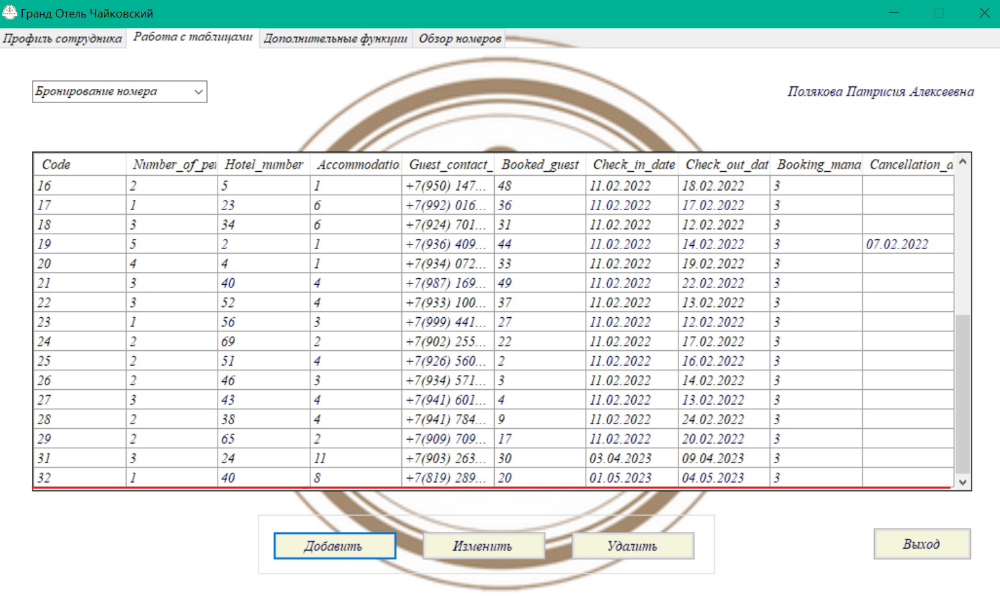 Гранд Отель Чайковский
Профиль сотрудника Работа с таблицами Дополнительные функции Обзор номеров
Бронирование номера
Полякова Патрисия Алексеевна
Code Number_of_per Hotel_number Accommodatio Guest_contact_ Booked_guest Check_in_date Check_out_dat Booking_mana Cancellation_d
16 2 5 1 +7(950) 147... 48 11.02.2022 18.02.2022 3
17 1 23 6 +7(992) 016... 36 11.02.2022 17.02.2022 3
18 3 34 6 +7(924) 701... 31 11.02.2022 12.02.2022 3
19 5 2 1 +7(936) 409... 44 11.02.2022 14.02.2022 3 07.02.2022
20 4 4 1 +7(934) 072... 33 11.02.2022 19.02.2022 3
21 3 40 4 +7(987) 169... 49 11.02.2022 22.02.2022 3
22 3 52 4 +7(933) 100... 37 11.02.2022 13.02.2022 3
23 1 56 3 +7(999) 441... 27 11.02.2022 12.02.2022 3
24 2 69 2 +7(902) 255... 22 11.02.2022 17.02.2022 3
25 2 51 4 +7(926) 560... 2 11.02.2022 16.02.2022 3
26 2 46 3 +7(934) 571... 3 11.02.2022 14.02.2022 3
27 3 43 4 +7(941) 601... 4 11.02.2022 13.02.2022 3
28 2 38 4 +7(941) 784... 9 11.02.2022 24.02.2022 3
29 2 65 2 +7(909) 709... 17 11.02.2022 20.02.2022 3
31 3 24 11 +7(903) 263... 30 03.04.2023 09.04.2023 3
32 1 40 8 +7(819) 289... 20 01.05.2023 04.05.2023 3
Добавить Изменить Удалить
Выход